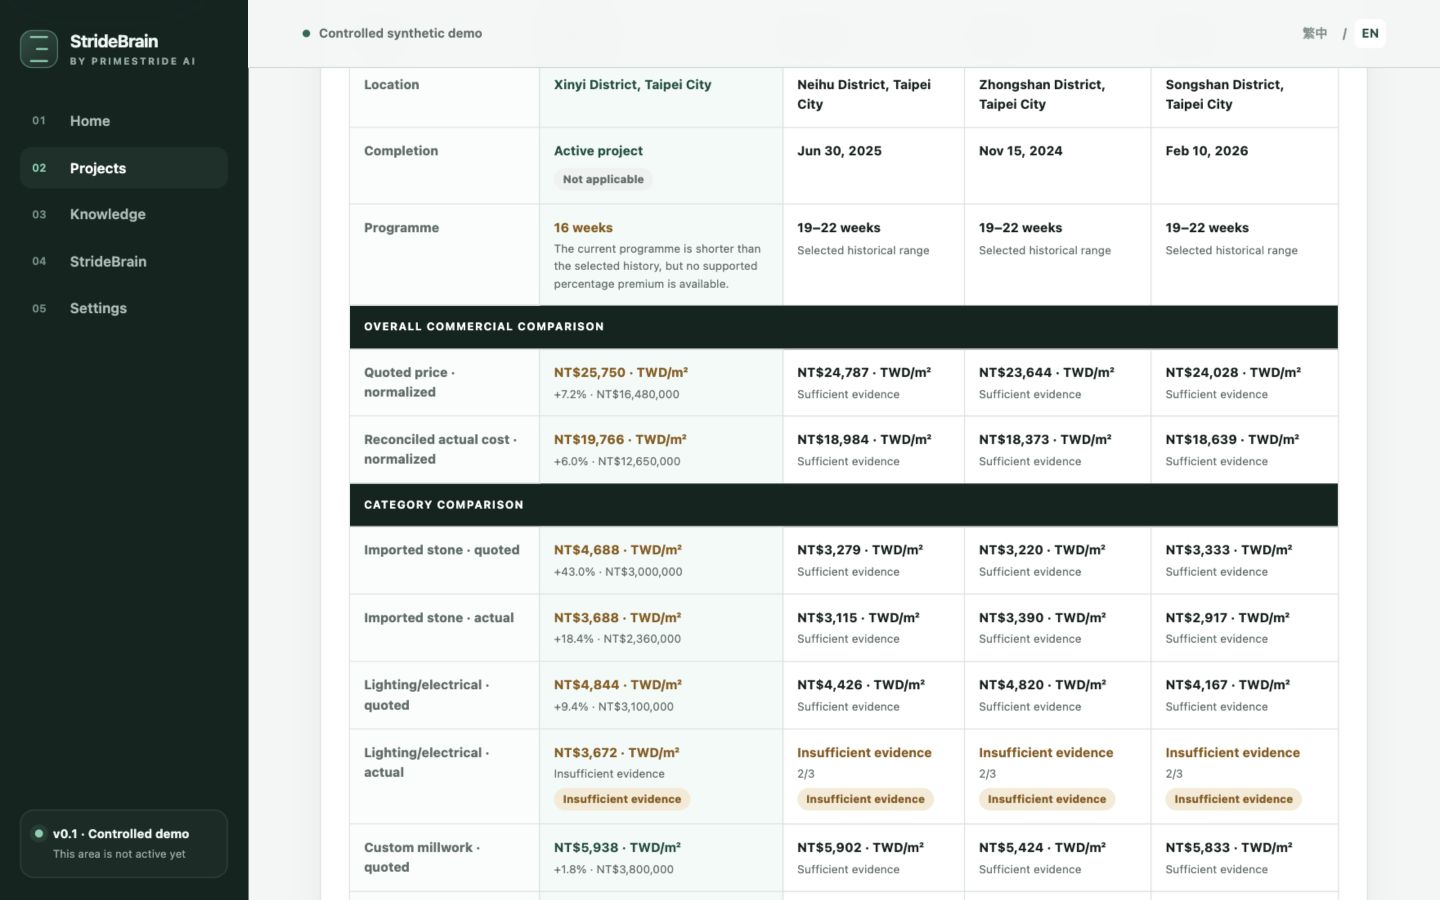 StrideBrain
BY PRIMESTRIDE AI
01 Home
02 Projects
03 Knowledge
04 StrideBrain
05 Settings
v0.1 · Controlled demo
This area is not active yet
Controlled synthetic demo
繁中 / EN
Location
Xinyi District, Taipei City
Neihu District, Taipei
City
Zhongshan District,
Taipei City
Songshan District,
Taipei City
Completion
Active project
Not applicable
Jun 30, 2025
Nov 15, 2024
Feb 10, 2026
Programme
16 weeks
The current programme is shorter than
the selected history, but no supported
percentage premium is available.
19–22 weeks
Selected historical range
19–22 weeks
Selected historical range
19–22 weeks
Selected historical range
OVERALL COMMERCIAL COMPARISON
Quoted price ·
normalized
NT$25,750 · TWD/m²
+7.2% · NT$16,480,000
NT$24,787 · TWD/m²
Sufficient evidence
NT$23,644 · TWD/m²
Sufficient evidence
NT$24,028 · TWD/m²
Sufficient evidence
Reconciled actual cost ·
normalized
NT$19,766 · TWD/m²
+6.0% · NT$12,650,000
NT$18,984 · TWD/m²
Sufficient evidence
NT$18,373 · TWD/m²
Sufficient evidence
NT$18,639 · TWD/m²
Sufficient evidence
CATEGORY COMPARISON
Imported stone · quoted
NT$4,688 · TWD/m²
+43.0% · NT$3,000,000
NT$3,279 · TWD/m²
Sufficient evidence
NT$3,220 · TWD/m²
Sufficient evidence
NT$3,333 · TWD/m²
Sufficient evidence
Imported stone · actual
NT$3,688 · TWD/m²
+18.4% · NT$2,360,000
NT$3,115 · TWD/m²
Sufficient evidence
NT$3,390 · TWD/m²
Sufficient evidence
NT$2,917 · TWD/m²
Sufficient evidence
Lighting/electrical ·
quoted
NT$4,844 · TWD/m²
+9.4% · NT$3,100,000
NT$4,426 · TWD/m²
Sufficient evidence
NT$4,820 · TWD/m²
Sufficient evidence
NT$4,167 · TWD/m²
Sufficient evidence
Lighting/electrical ·
actual
NT$3,672 · TWD/m²
Insufficient evidence
Insufficient evidence
Insufficient evidence
2/3
Insufficient evidence
Insufficient evidence
2/3
Insufficient evidence
Insufficient evidence
2/3
Insufficient evidence
Custom millwork ·
quoted
NT$5,938 · TWD/m²
+1.8% · NT$3,800,000
NT$5,902 · TWD/m²
Sufficient evidence
NT$5,424 · TWD/m²
Sufficient evidence
NT$5,833 · TWD/m²
Sufficient evidence